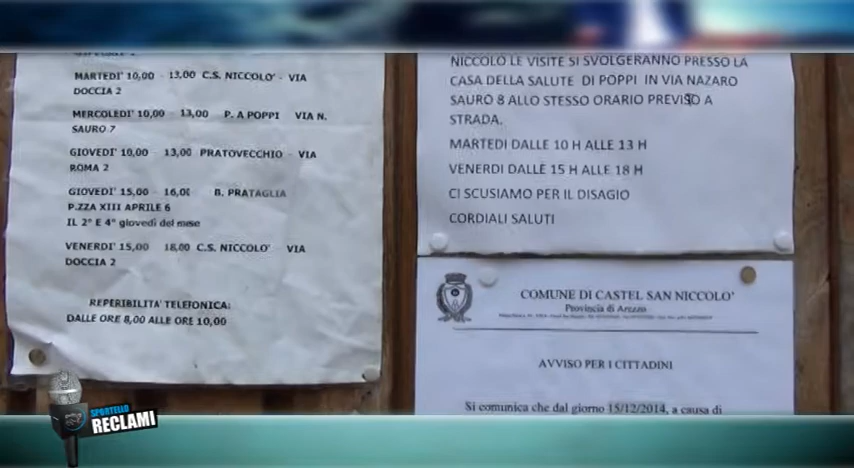 MARTEDI' 10,00 - 13,00 C.S. NICCOLO' - VIA
DOCCIA 2
MERCOLEDI' 10,00 - 13,00 P. A POPPI VIA N.
SAURO 7
GIOVEDI' 10,00 - 13,00 PRATOVECCHIO - VIA
ROMA 2
GIOVEDI' 15,00 - 16,00 B. PRATAGLIA
P.ZZA XIII APRILE 6
IL 2° E 4° giovedì del mese
VENERDI' 15,00 18,00 C.S. NICCOLO' VIA
DOCCIA 2
REPERIBILITA' TELEFONICA:
DALLE ORE 8,00 ALLE ORE 10,00
NICCOLO LE VISITE SI SVOLGERANNO PRESSO LA
CASA DELLA SALUTE DI POPPI IN VIA NAZARO
SAURO 8 ALLO STESSO ORARIO PREVISO A
STRADA.
MARTEDI DALLE 10 H ALLE 13 H
VENERDI DALLE 15 H ALLE 18 H
CI SCUSIAMO PER IL DISAGIO
CORDIALI SALUTI
COMUNE DI CASTEL SAN NICCOLO'
Provincia di Arezzo
AVVISO PER I CITTADINI
Si comunica che dal giorno 15/12/2014, a causa di
SPORTELLO
RECLAMI